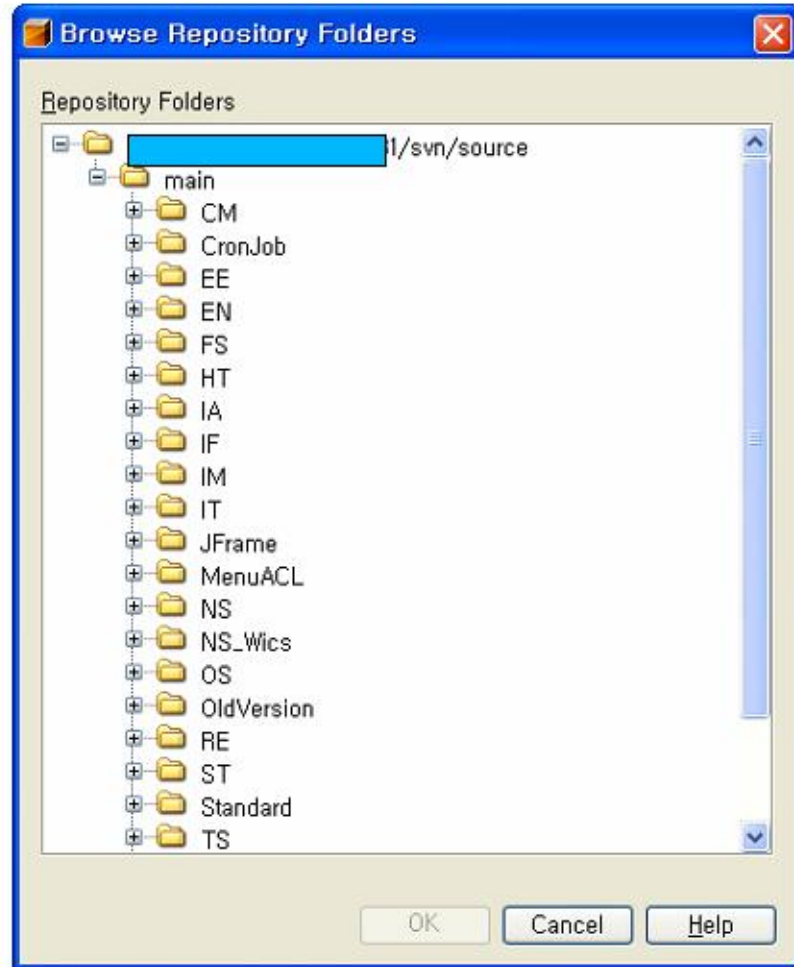 Browse Repository Folders
Repository Folders
1/svn/source
main
CM
CronJob
EE
EN
FS
HT
IA
IF
IM
IT
JFrame
MenuACL
NS
NS_Wics
OS
OldVersion
RE
ST
Standard
TS
OK Cancel Help